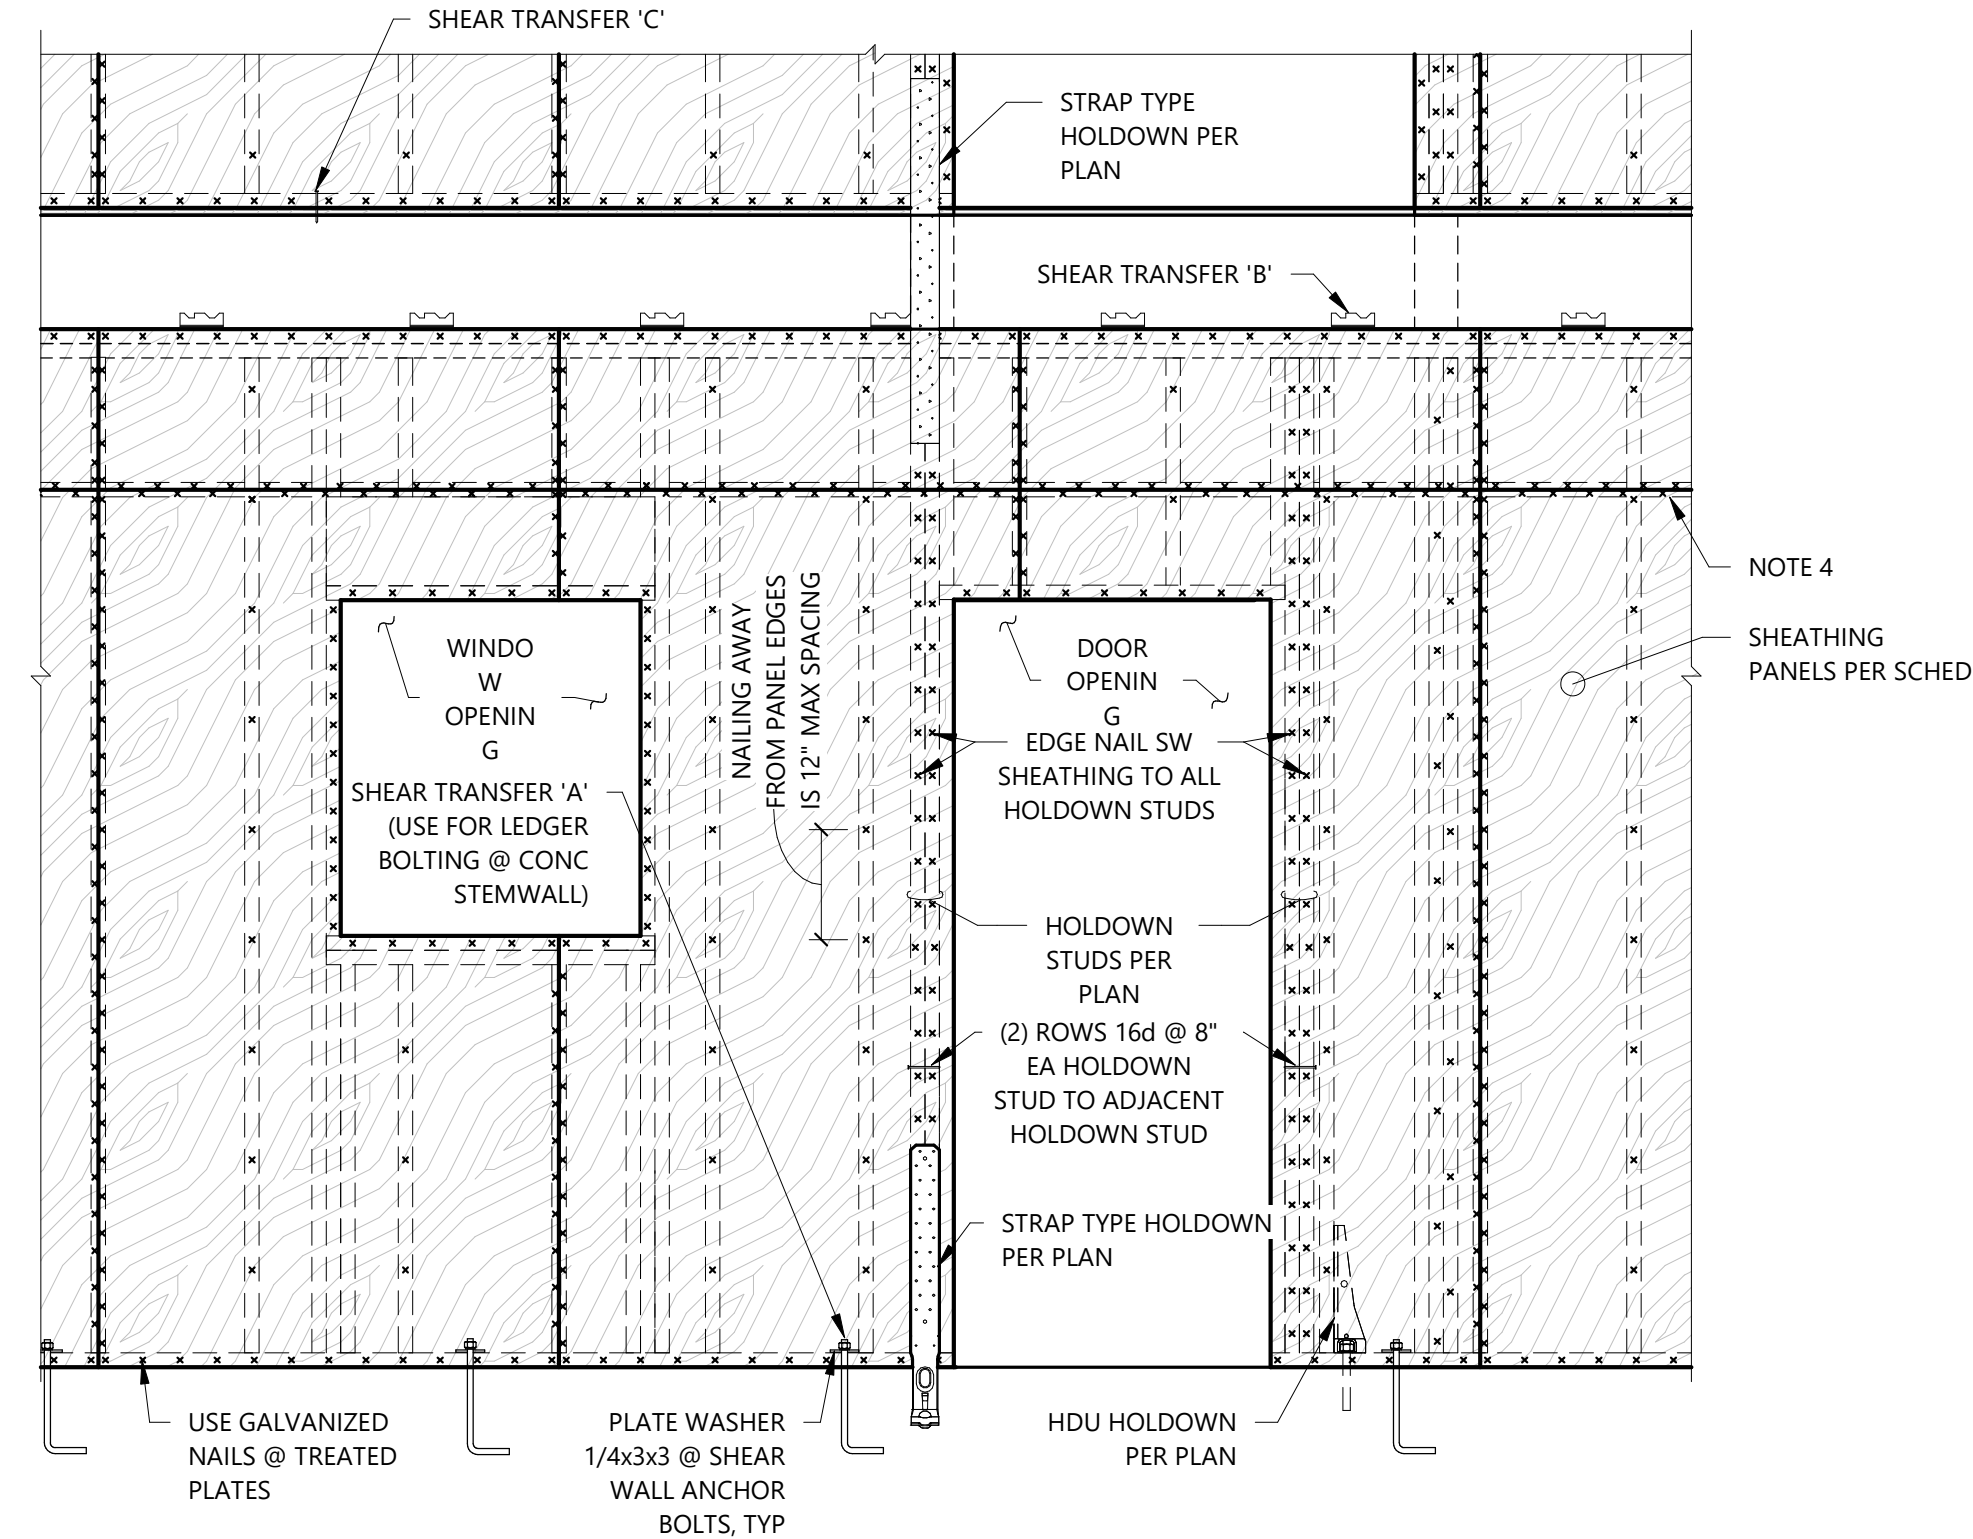 SHEAR TRANSFER 'C'
STRAP TYPE
HOLDOWN PER
PLAN
SHEAR TRANSFER 'B'
NOTE 4
SHEATHING
PANELS PER SCHED
WINDO
W
OPENIN
G
DOOR
OPENIN
G
NAILING AWAY
FROM PANEL EDGES
IS 12" MAX SPACING
EDGE NAIL SW
SHEATHING TO ALL
HOLDOWN STUDS
SHEAR TRANSFER 'A'
(USE FOR LEDGER
BOLTING @ CONC
STEMWALL)
HOLDOWN
STUDS PER
PLAN
(2) ROWS 16d @ 8"
EA HOLDOWN
STUD TO ADJACENT
HOLDOWN STUD
STRAP TYPE HOLDOWN
PER PLAN
USE GALVANIZED
NAILS @ TREATED
PLATES
PLATE WASHER
1/4x3x3 @ SHEAR
WALL ANCHOR
BOLTS, TYP
HDU HOLDOWN
PER PLAN